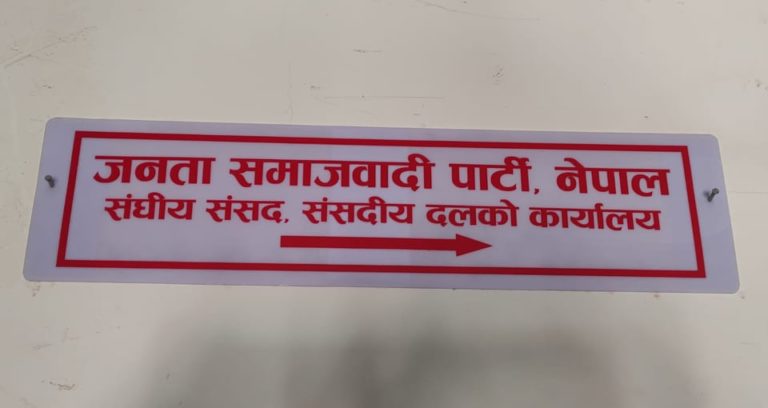 जनता समाजवादी पार्टी, नेपाल
संघीय संसद, संसदीय दलको कार्यालय